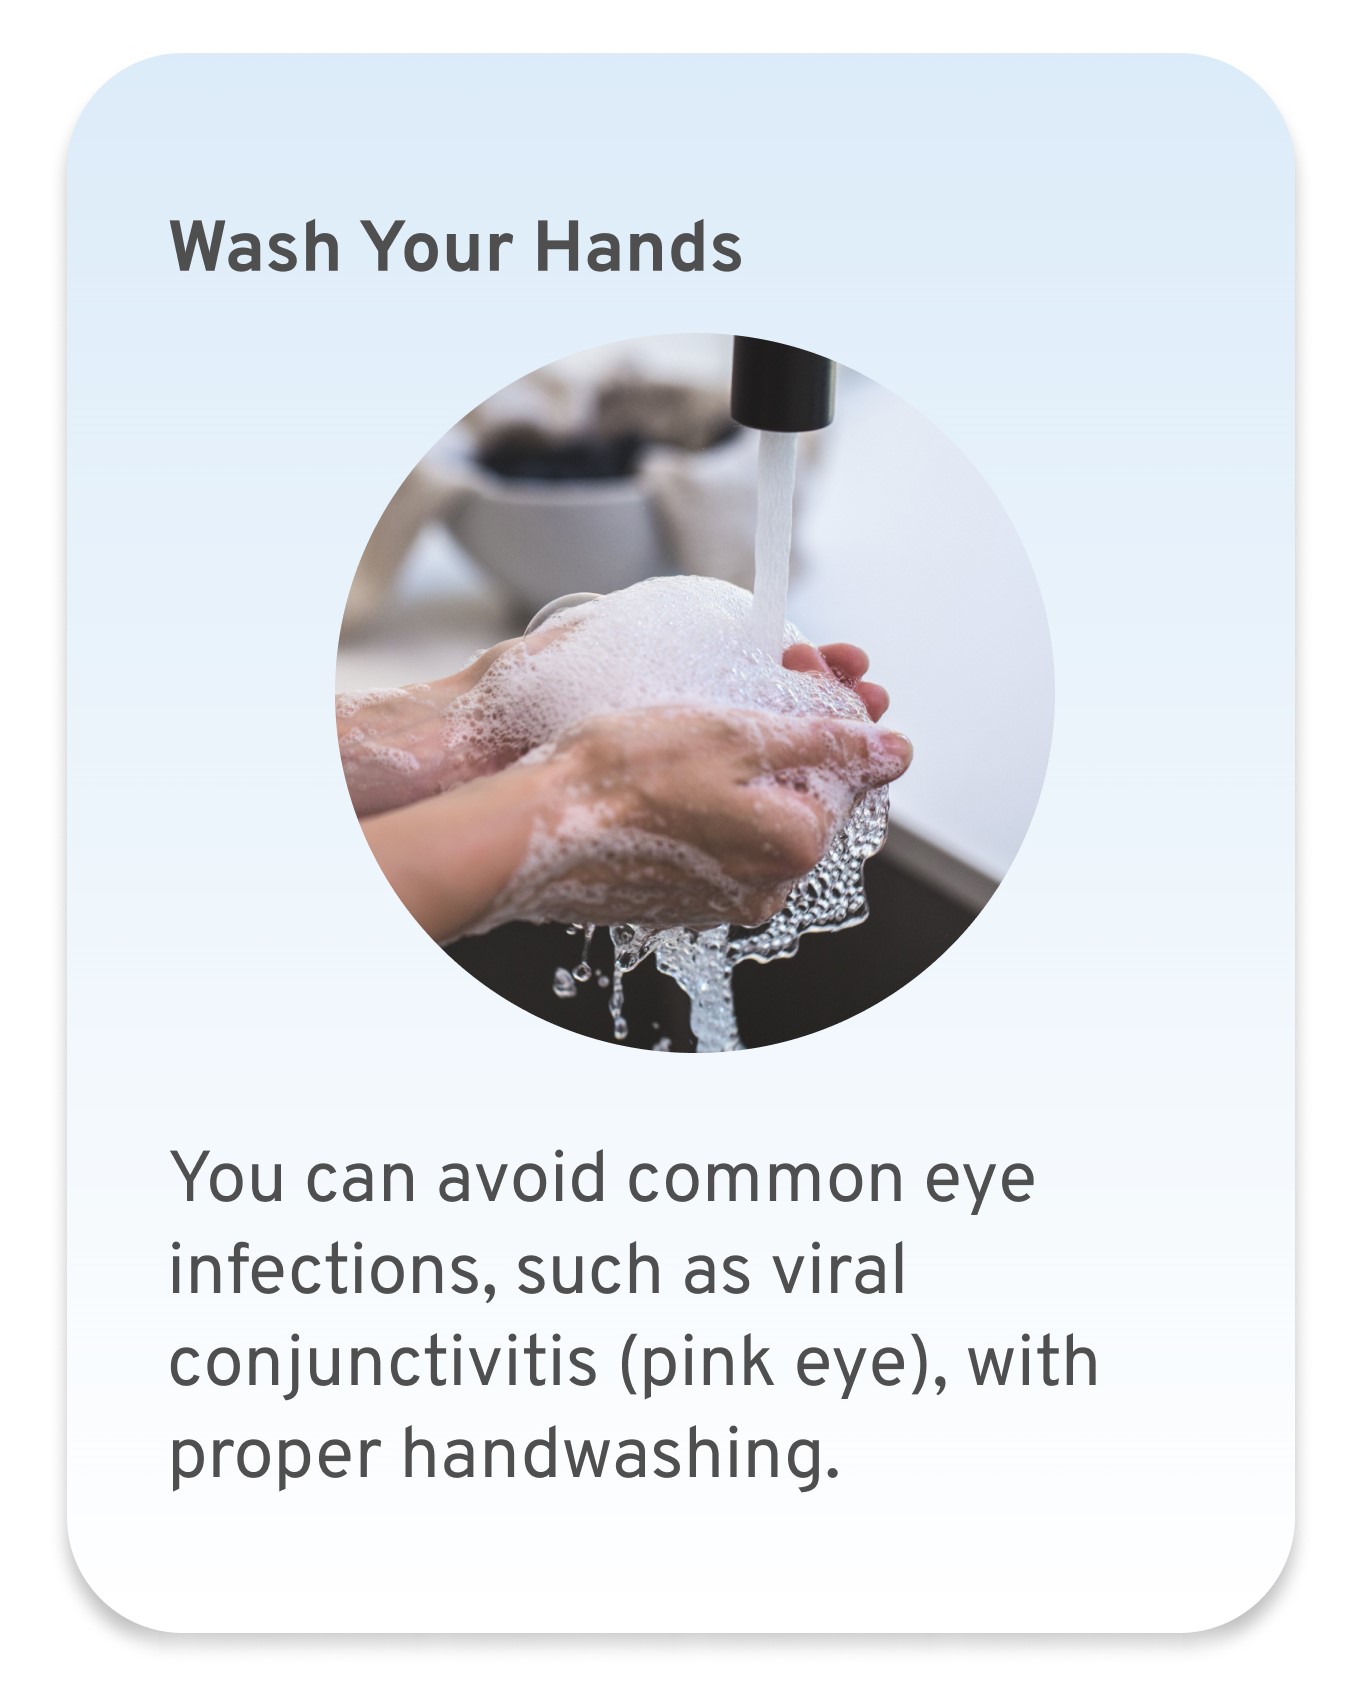 Wash Your Hands
You can avoid common eye
infections, such as viral
conjunctivitis (pink eye), with
proper handwashing.